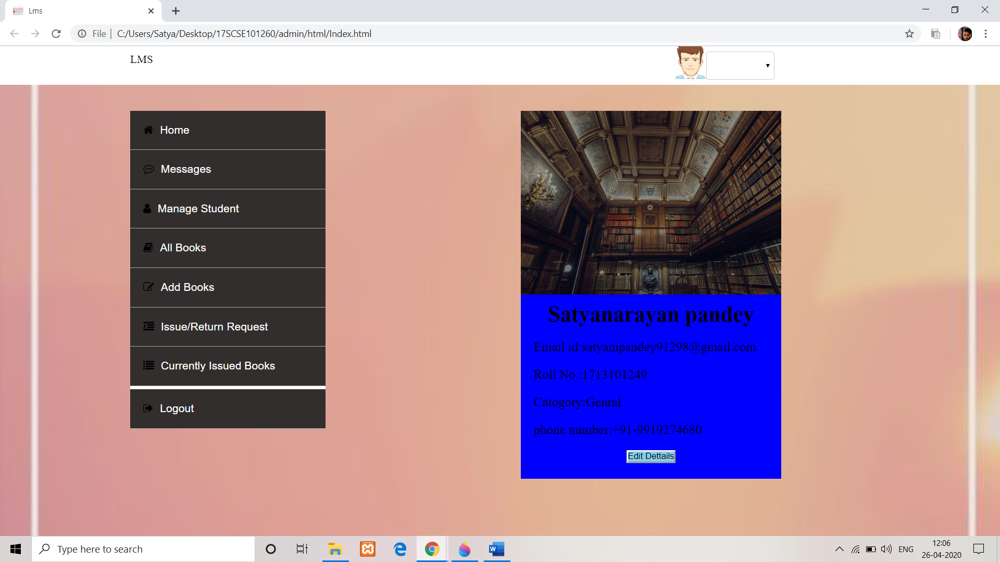 Lms
File
C:/Users/Satya/Desktop/17SCSE101260/admin/html/Index.html
LMS
Home
Messages
Manage Student
All Books
Add Books
Issue/Return Request
Currently Issued Books
Logout
Satyanarayan pandey
Email id:satyampandey91298@gmail.com
Roll No.:1713101249
Catogory:Genral
phone number:+91-9919274680
Edit Dettails
Type here to search
ENG
12:06
26-04-2020